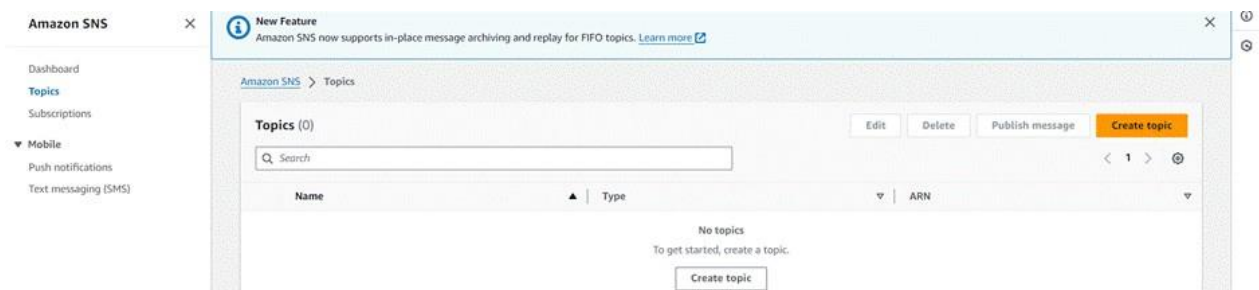 Amazon SNS
Dashboard
Topics
Subscriptions
Mobile
Push notifications
Text messaging (SMS)
New Feature
Amazon SNS now supports in-place message archiving and replay for FIFO topics. Learn more
Amazon SNS > Topics
Topics (0)
Edit Delete Publish message Create topic
Search
< 1 >
Name Type ARN
No topics
To get started, create a topic.
Create topic